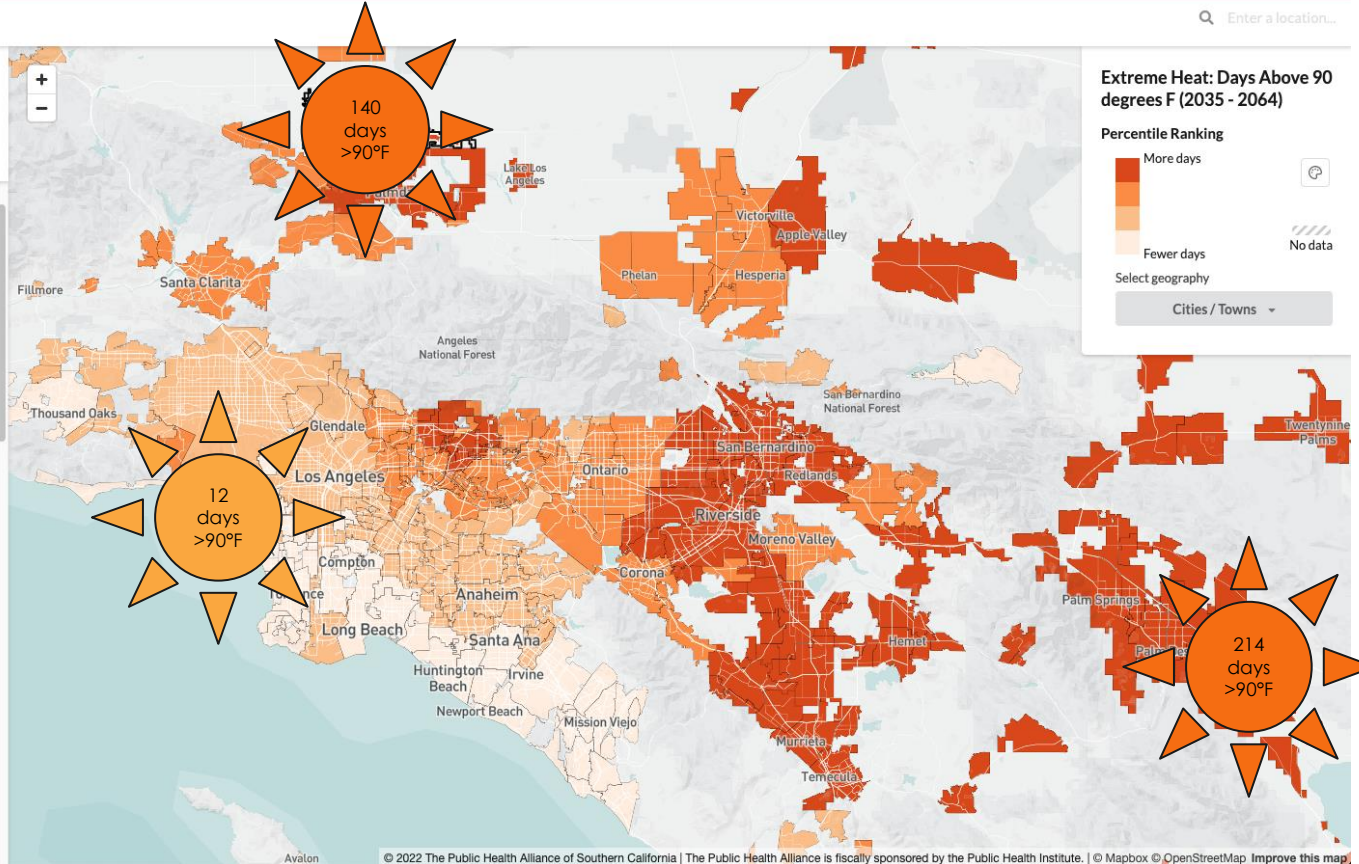 Enter a location...
+
−
Extreme Heat: Days Above 90
degrees F (2035 - 2064)
Percentile Ranking
More days
Fewer days
No data
Select geography
Cities / Towns
140
days
>90°F
Lake Los
Angeles
Victorville
Apple Valley
Phelan
Hesperia
Santa Clarita
Fillmore
Angeles
National Forest
San Bernardino
National Forest
Thousand Oaks
Glendale
Twentynine
Palms
San Bernardino
Ontario
Redlands
Los Angeles
12
days
>90°F
Riverside
Moreno Valley
Compton
Corona
Anaheim
Palm Springs
Long Beach
Santa Ana
Hemet
214
days
>90°F
Huntington
Beach
Irvine
Newport Beach
Mission Viejo
Murrieta
Temecula
Avalon
© 2022 The Public Health Alliance of Southern California | The Public Health Alliance is fiscally sponsored by the Public Health Institute. | © Mapbox © OpenStreetMap Improve this map